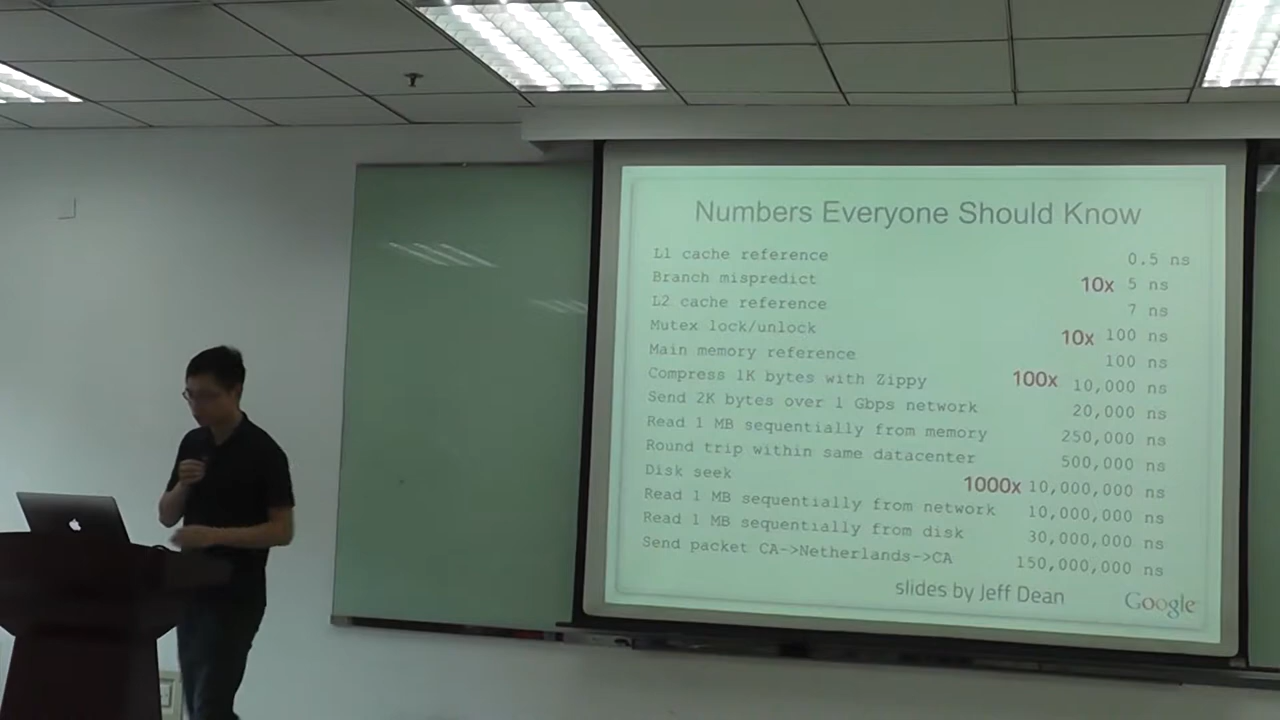 Numbers Everyone Should Know
L1 cache reference 0.5 ns
Branch mispredict 10x 5 ns
L2 cache reference 7 ns
Mutex lock/unlock 10x 100 ns
Main memory reference 100 ns
Compress 1K bytes with Zippy 100x 10,000 ns
Send 2K bytes over 1 Gbps network 20,000 ns
Read 1 MB sequentially from memory 250,000 ns
Round trip within same datacenter 500,000 ns
Disk seek 1000x 10,000,000 ns
Read 1 MB sequentially from network 10,000,000 ns
Read 1 MB sequentially from disk 30,000,000 ns
Send packet CA->Netherlands->CA 150,000,000 ns
slides by Jeff Dean Google